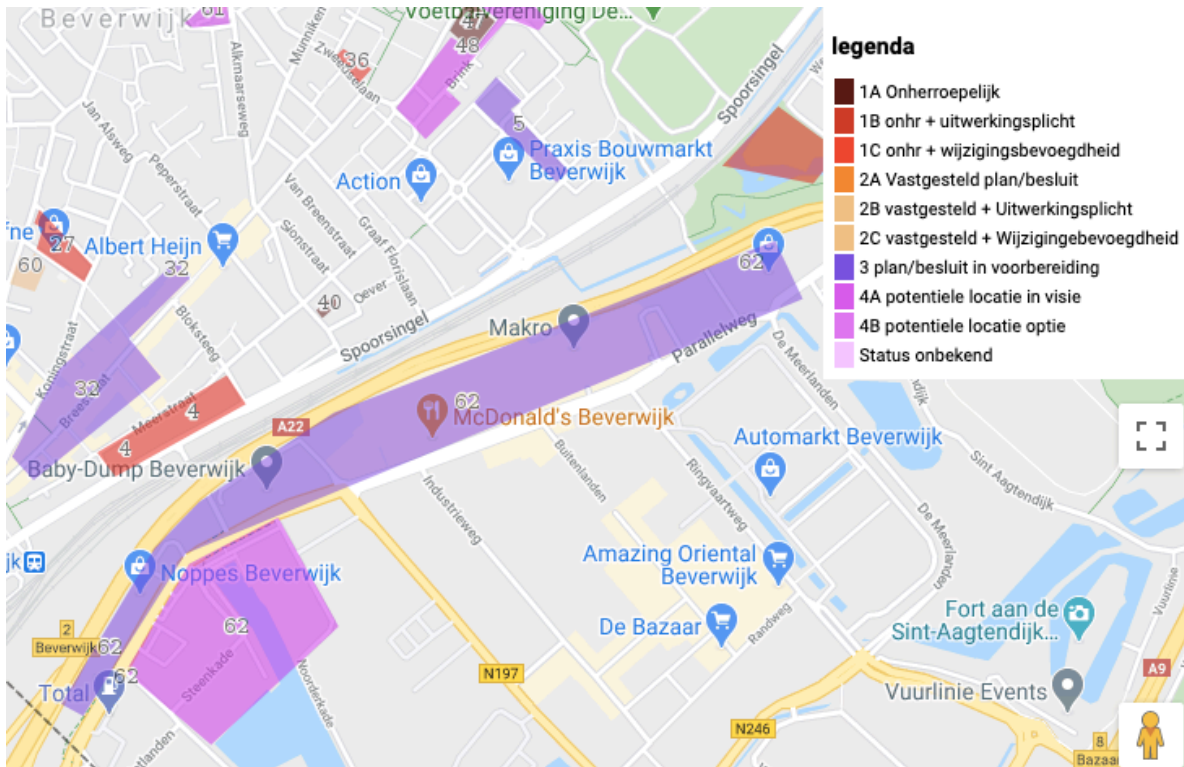 Beverwijk
61
Voetbalvereniging De...
47
48
36
Zweedselaan
Brink
Munniken
Alkmaarseweg
Jan Alsweg
Peperstraat
Spoorsingel
5
Praxis Bouwmarkt
Beverwijk
Action
Van Breenstraat
Graaf Florislaan
Sionstraat
27
Albert Heijn
60
32
62
40
Oever
Makro
Spoorsingel
Parallelweg
De Meerlanden
Koningstraat
Bloksteeg
32
Breestraat
Meerstraat
4
4
62
McDonald's Beverwijk
A22
Baby-Dump Beverwijk
Automarkt Beverwijk
Buitenlanden
Ringvaartweg
Industrieweg
Sint Aagtendijk
De Meerlanden
Amazing Oriental
Beverwijk
Noppes Beverwijk
De Bazaar
Randweg
Fort aan de
Sint-Aagtendijk...
Vuurlinie
62
2
Beverwijk
62
62
Total
Steenkade
Noorderkade
N197
N246
A9
Vuurlinie Events
8
Bazaar
legenda
1A Onherroepelijk
1B onhr + uitwerkingsplicht
1C onhr + wijzigingsbevoegdheid
2A Vastgesteld plan/besluit
2B vastgesteld + Uitwerkingsplicht
2C vastgesteld + Wijzigingebevoegdheid
3 plan/besluit in voorbereiding
4A potentiele locatie in visie
4B potentiele locatie optie
Status onbekend